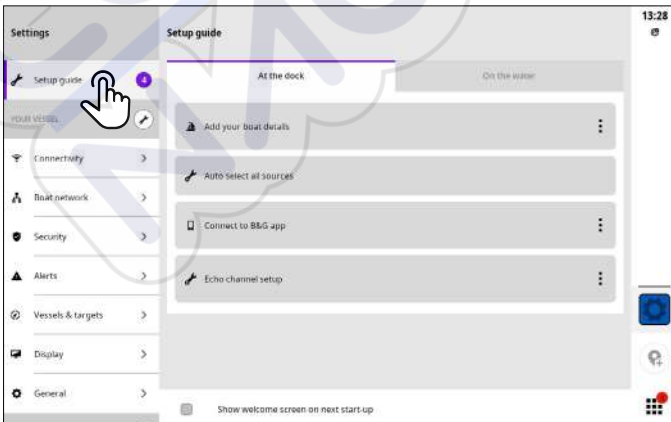 13:28
Settings
Setup guide
Setup guide
4
At the dock
On the water
YOUR VESSEL
Add your boat details
Connectivity
Auto select all sources
Boat network
Connect to B&G app
Security
Alerts
Echo channel setup
Vessels & targets
Display
General
Show welcome screen on next start-up